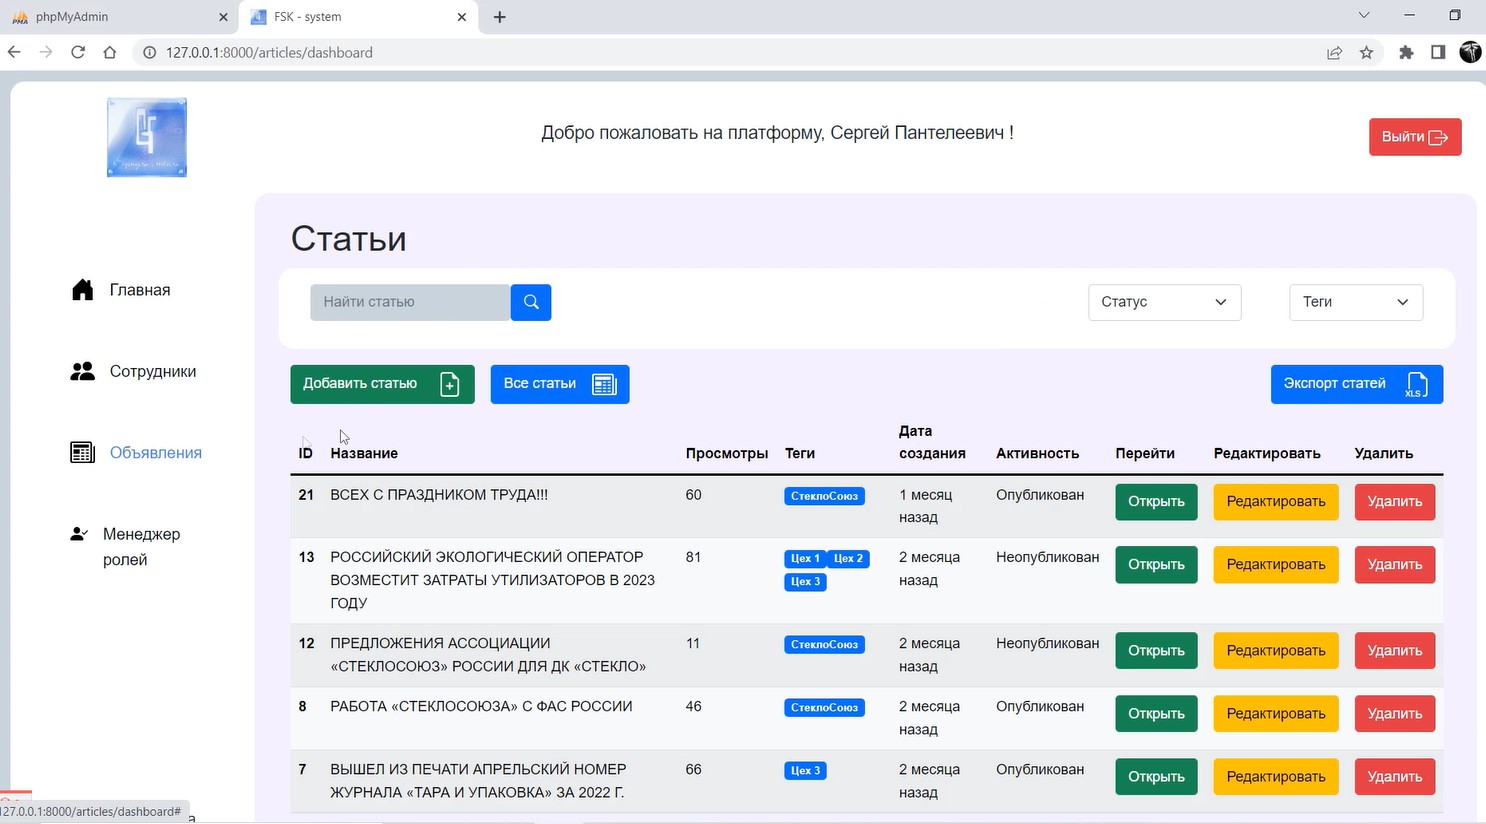 phpMyAdmin
FSK - system
127.0.0.1:8000/articles/dashboard
Добро пожаловать на платформу, Сергей Пантелеевич !
Выйти
Главная
Сотрудники
Объявления
Менеджер
ролей
Статьи
Найти статью
Статус
Теги
Добавить статью
Все статьи
Экспорт статей
XLS
ID Название Просмотры Теги Дата создания Активность Перейти Редактировать Удалить
21 ВСЕХ С ПРАЗДНИКОМ ТРУДА!!! 60 СтеклоСоюз 1 месяц Опубликован Открыть Редактировать Удалить
назад
13 РОССИЙСКИЙ ЭКОЛОГИЧЕСКИЙ ОПЕРАТОР 81 Цех 1 Цех 2 2 месяца Неопубликован Открыть Редактировать Удалить
ВОЗМЕСТИТ ЗАТРАТЫ УТИЛИЗАТОРОВ В 2023 Цех 3 назад
ГОДУ
12 ПРЕДЛОЖЕНИЯ АССОЦИАЦИИ 11 СтеклоСоюз 2 месяца Неопубликован Открыть Редактировать Удалить
«СТЕКЛОСОЮЗ» РОССИИ ДЛЯ ДК «СТЕКЛО» назад
8 РАБОТА «СТЕКЛОСОЮЗА» С ФАС РОССИИ 46 СтеклоСоюз 2 месяца Опубликован Открыть Редактировать Удалить
назад
7 ВЫШЕЛ ИЗ ПЕЧАТИ АПРЕЛЬСКИЙ НОМЕР 66 Цех 3 2 месяца Опубликован Открыть Редактировать Удалить
ЖУРНАЛА «ТАРА И УПАКОВКА» ЗА 2022 Г. назад
127.0.0.1:8000/articles/dashboard#